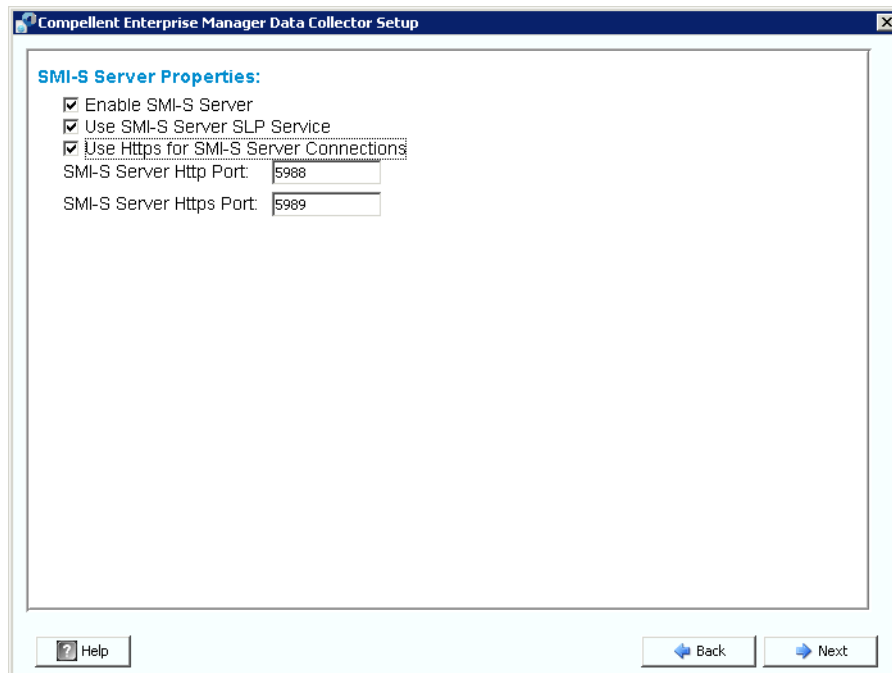 Compellent Enterprise Manager Data Collector Setup
SMI-S Server Properties:
Enable SMI-S Server
Use SMI-S Server SLP Service
Use Https for SMI-S Server Connections
SMI-S Server Http Port: 5988
SMI-S Server Https Port: 5989
? Help
Back
Next